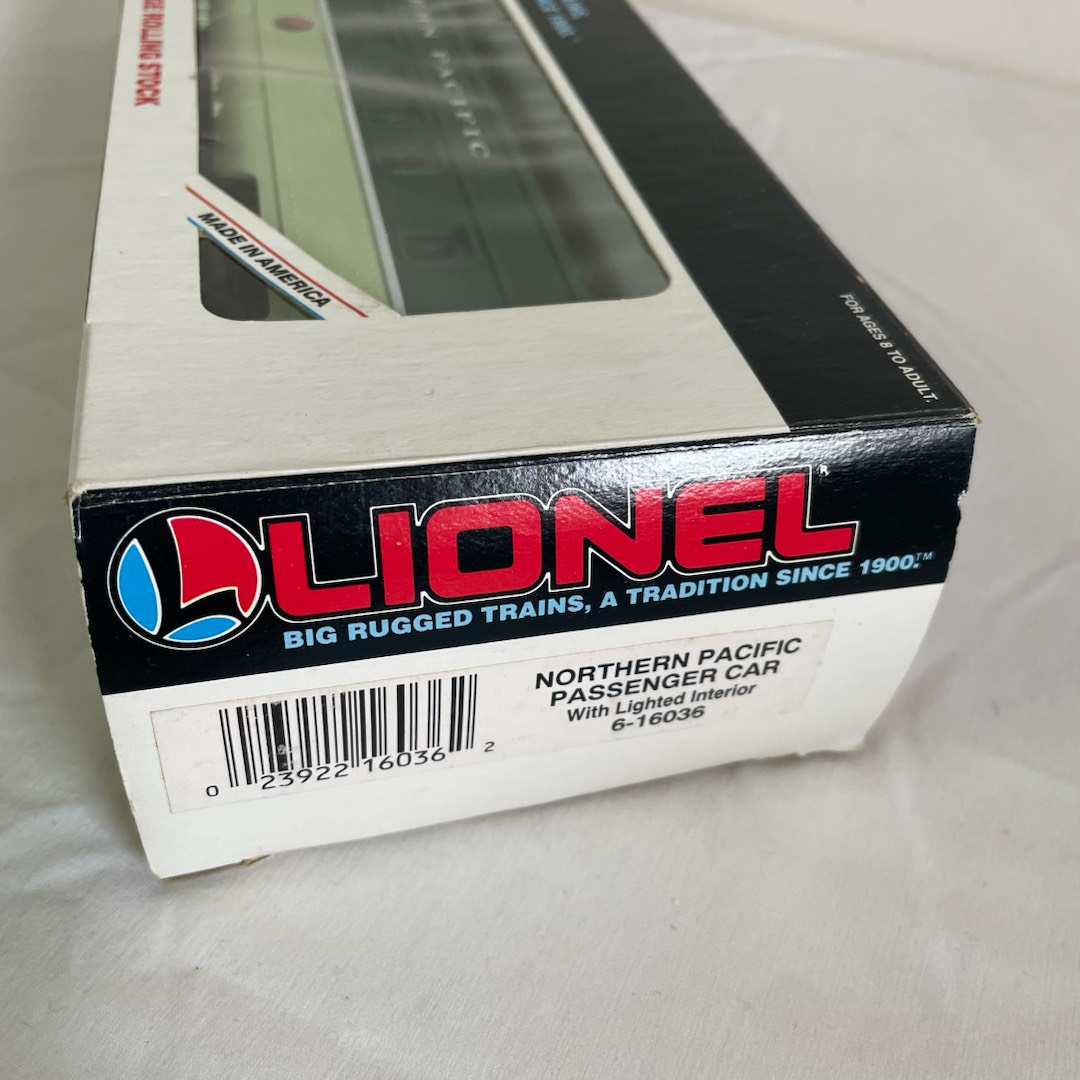 ROLLING STOCK
PACIFIC
MADE IN AMERICA
FOR AGES 8 TO ADULT.
LIONEL®
BIG RUGGED TRAINS, A TRADITION SINCE 1900.™
NORTHERN PACIFIC
PASSENGER CAR
With Lighted Interior
6-16036
0 23922 16036 2